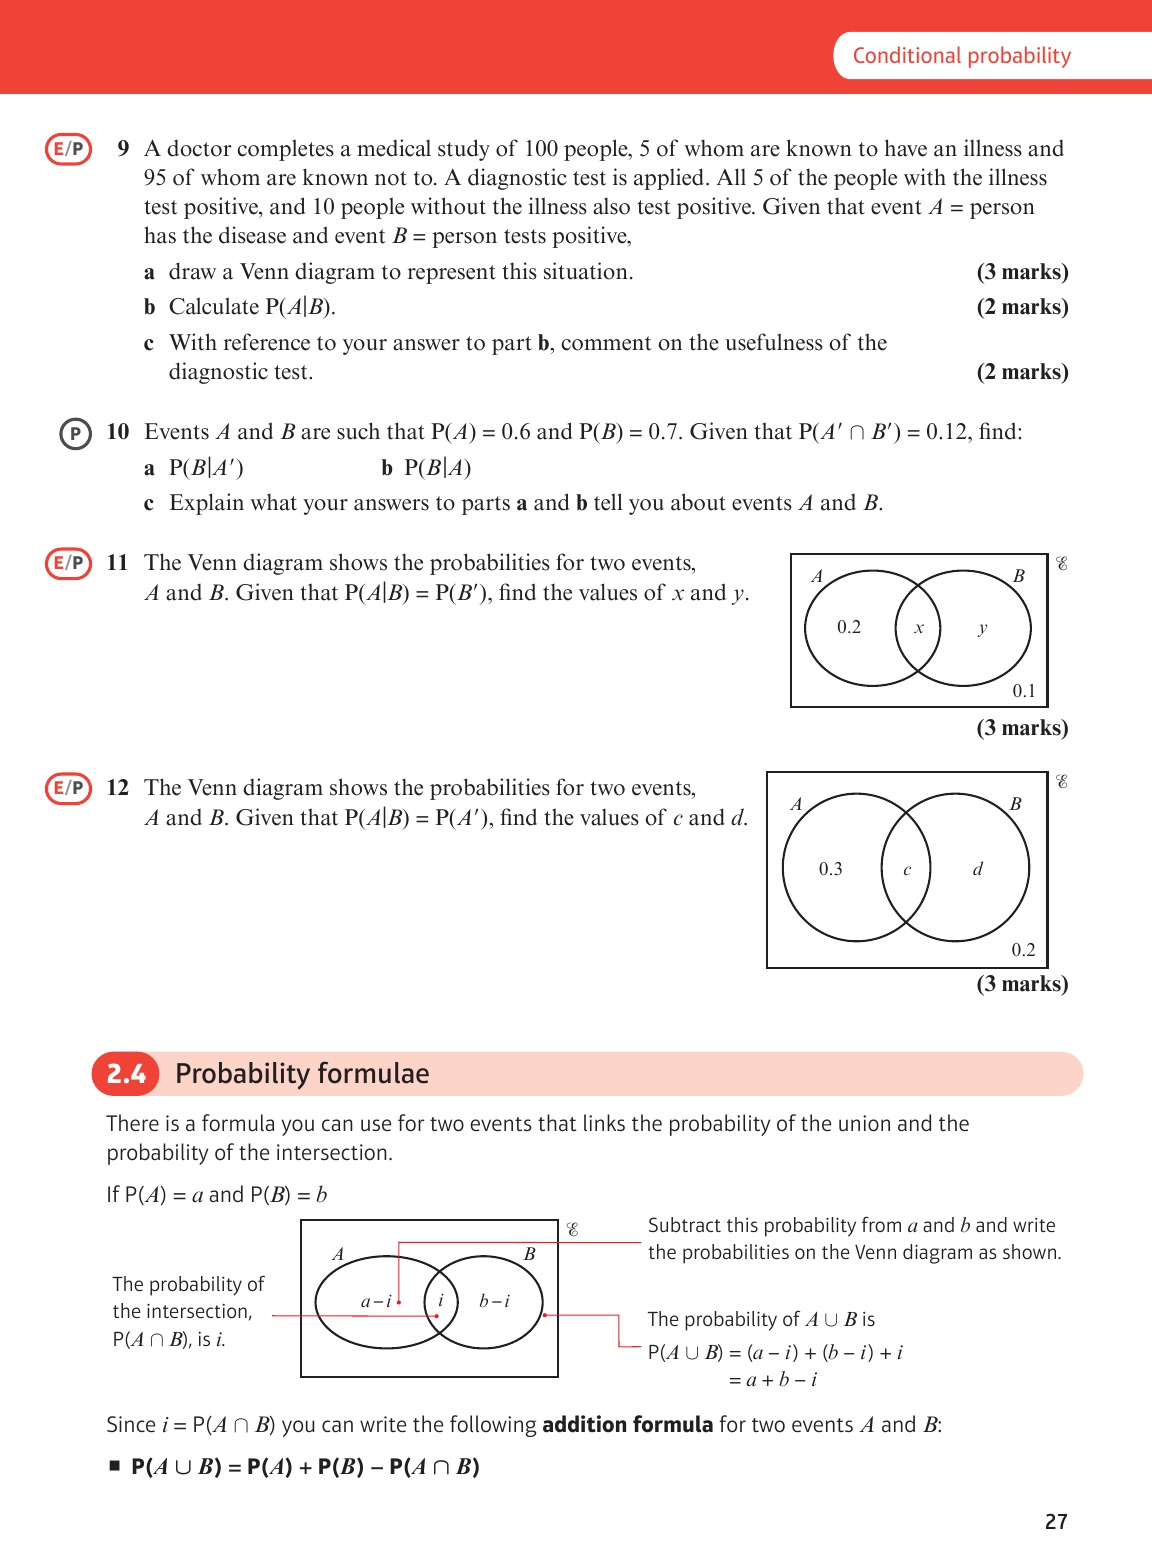 Conditional probability
E/P 9 A doctor completes a medical study of 100 people, 5 of whom are known to have an illness and
95 of whom are known not to. A diagnostic test is applied. All 5 of the people with the illness
test positive, and 10 people without the illness also test positive. Given that event A = person
has the disease and event B = person tests positive,
a draw a Venn diagram to represent this situation. (3 marks)
b Calculate P(A|B). (2 marks)
c With reference to your answer to part b, comment on the usefulness of the
diagnostic test. (2 marks)
P 10 Events A and B are such that P(A) = 0.6 and P(B) = 0.7. Given that P(A′ ∩ B′) = 0.12, find:
a P(B|A′) b P(B|A)
c Explain what your answers to parts a and b tell you about events A and B.
E/P 11 The Venn diagram shows the probabilities for two events,
A and B. Given that P(A|B) = P(B′), find the values of x and y.
ℰ
A B
0.2 x y
0.1
(3 marks)
E/P 12 The Venn diagram shows the probabilities for two events,
A and B. Given that P(A|B) = P(A′), find the values of c and d.
ℰ
A B
0.3 c d
0.2
(3 marks)
2.4 Probability formulae
There is a formula you can use for two events that links the probability of the union and the
probability of the intersection.
If P(A) = a and P(B) = b
ℰ
A B
a – i i b – i
The probability of
the intersection,
P(A ∩ B), is i.
Subtract this probability from a and b and write
the probabilities on the Venn diagram as shown.
The probability of A ∪ B is
P(A ∪ B) = (a – i) + (b – i) + i
= a + b – i
Since i = P(A ∩ B) you can write the following addition formula for two events A and B:
■ P(A ∪ B) = P(A) + P(B) – P(A ∩ B)
27